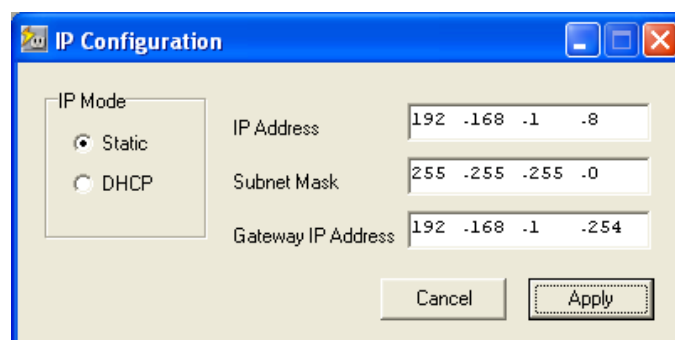 IP Configuration
IP Mode
Static
DHCP
IP Address 192 .168 .1 .8
Subnet Mask 255 .255 .255 .0
Gateway IP Address 192 .168 .1 .254
Cancel Apply